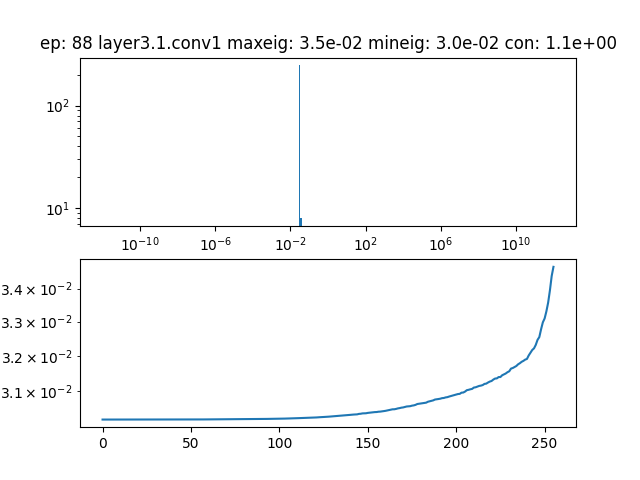 ep: 88 layer3.1.conv1 maxeig: 3.5e-02 mineig: 3.0e-02 con: 1.1e+00
10²
10¹
10⁻¹⁰ 10⁻⁶ 10⁻² 10² 10⁶ 10¹⁰
3.4 × 10⁻²
3.3 × 10⁻²
3.2 × 10⁻²
3.1 × 10⁻²
0 50 100 150 200 250